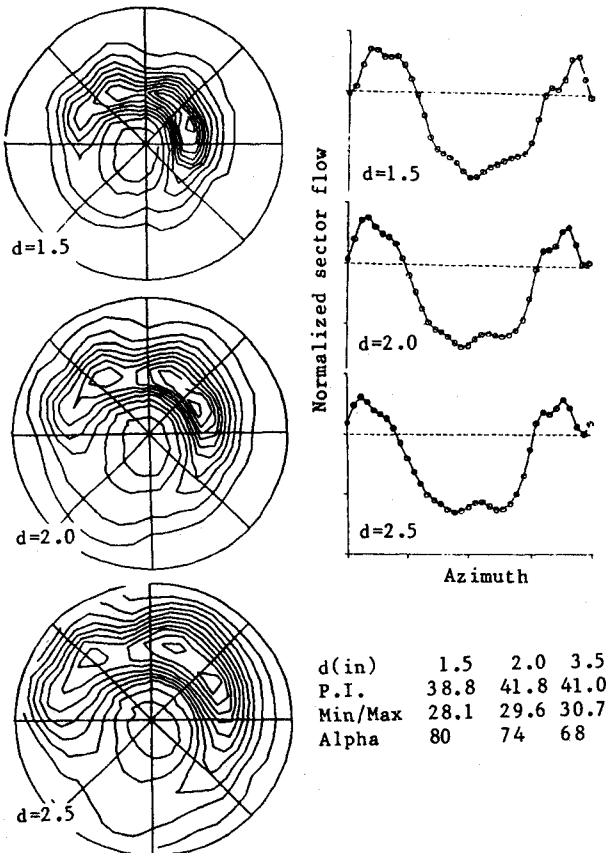 d=1.5
d=2.0
d=2.5
Normalized sector flow
d=1.5
d=2.0
d=2.5
Azimuth
d(in) 1.5 2.0 3.5
P.I. 38.8 41.8 41.0
Min/Max 28.1 29.6 30.7
Alpha 80 74 68